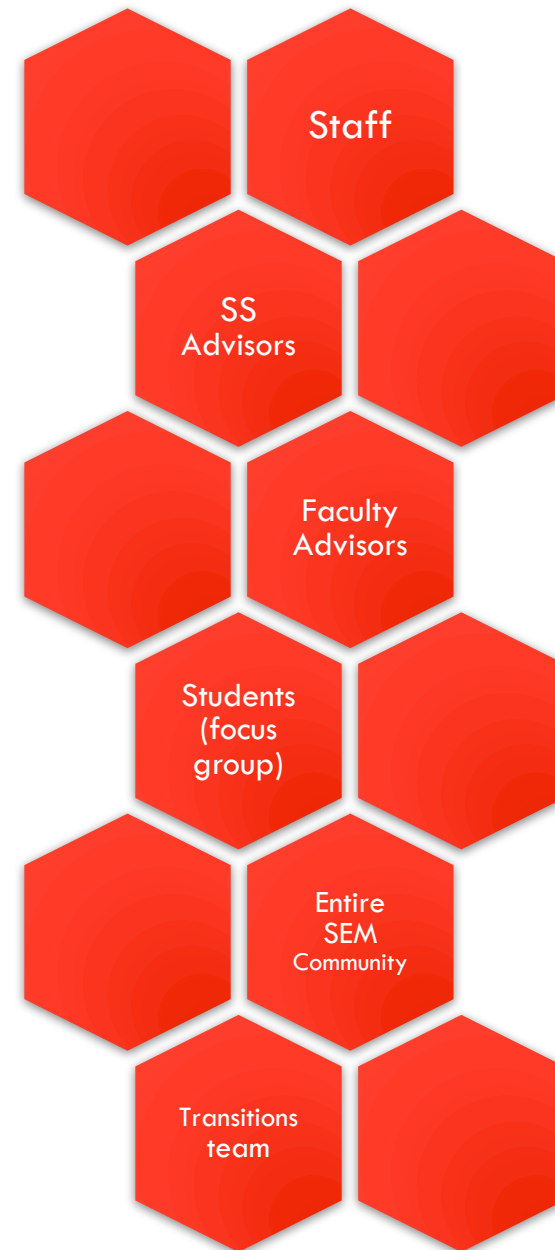 Staff
SS
Advisors
Faculty
Advisors
Students
(focus
group)
Entire
SEM
Community
Transitions
team